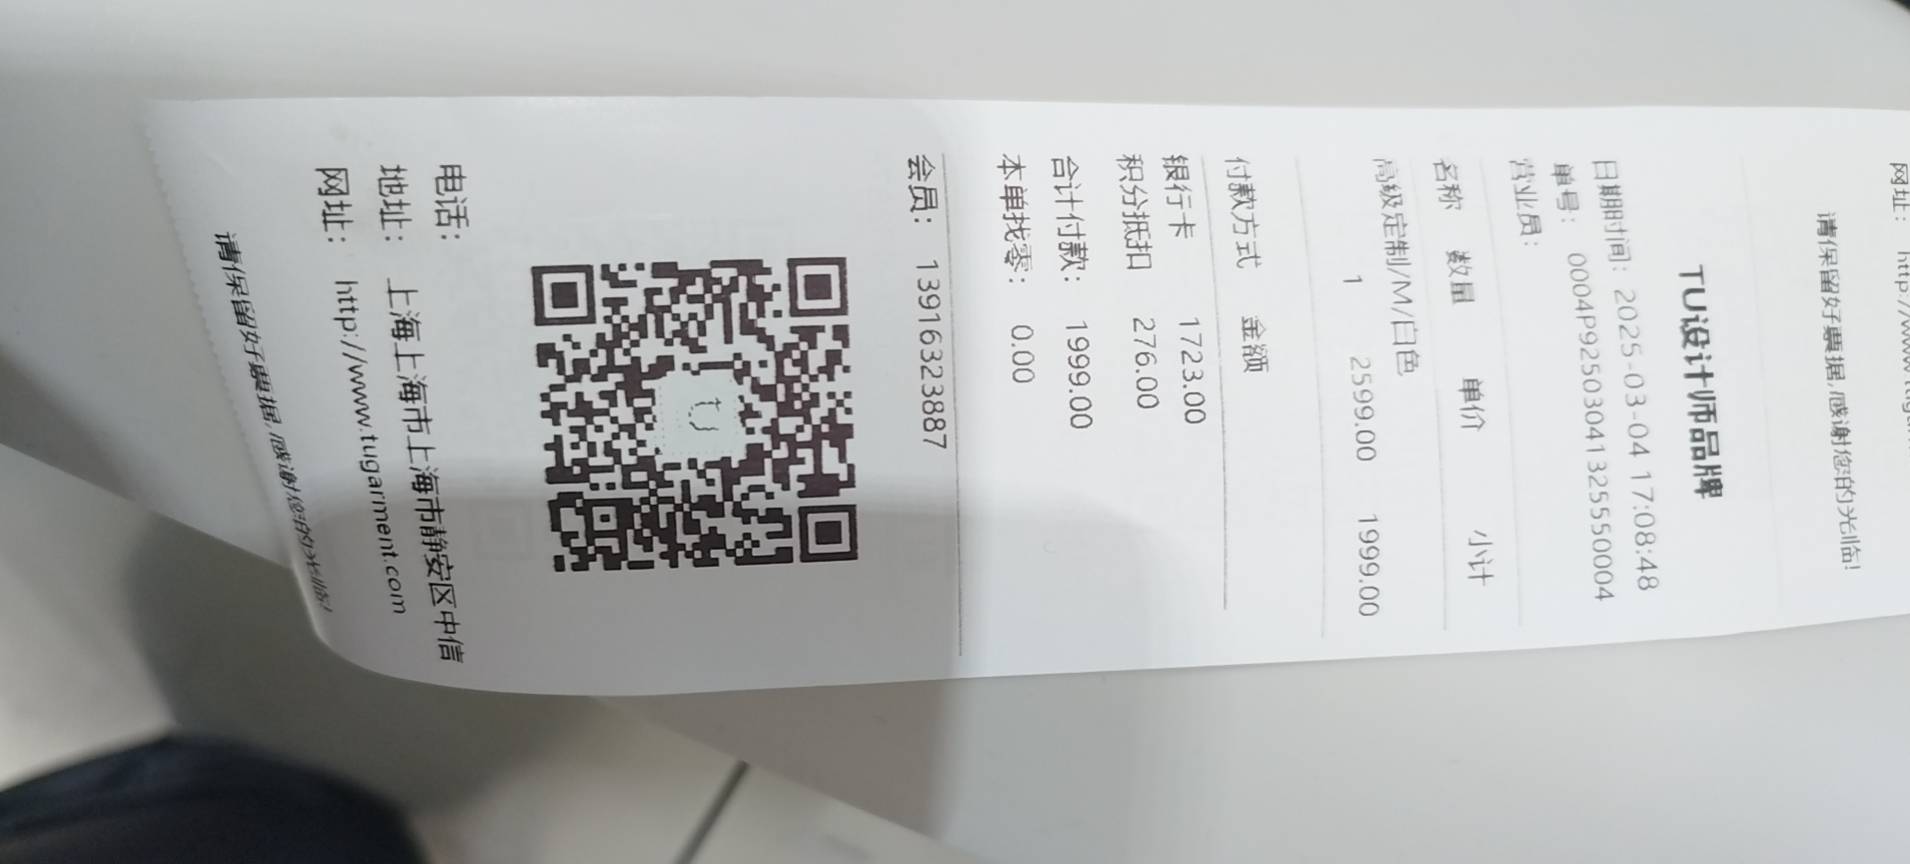 网址： http://www.tug
请保留好票据,感谢您的光临!
TU设计师品牌
日期时间：2025-03-04 17:08:48
单号： 0004P92503041325550004
营业员：
名称 数量 单价 小计
高级定制/M/白色
1 2599.00 1999.00
付款方式 金额
银行卡 1723.00
积分抵扣 276.00
合计付款： 1999.00
本单找零： 0.00
会员： 13916323887
tU
电话：
地址： 上海上海市上海市静安区中信
网址： http://www.tugarment.com
请保留好票据,感谢您的光临!